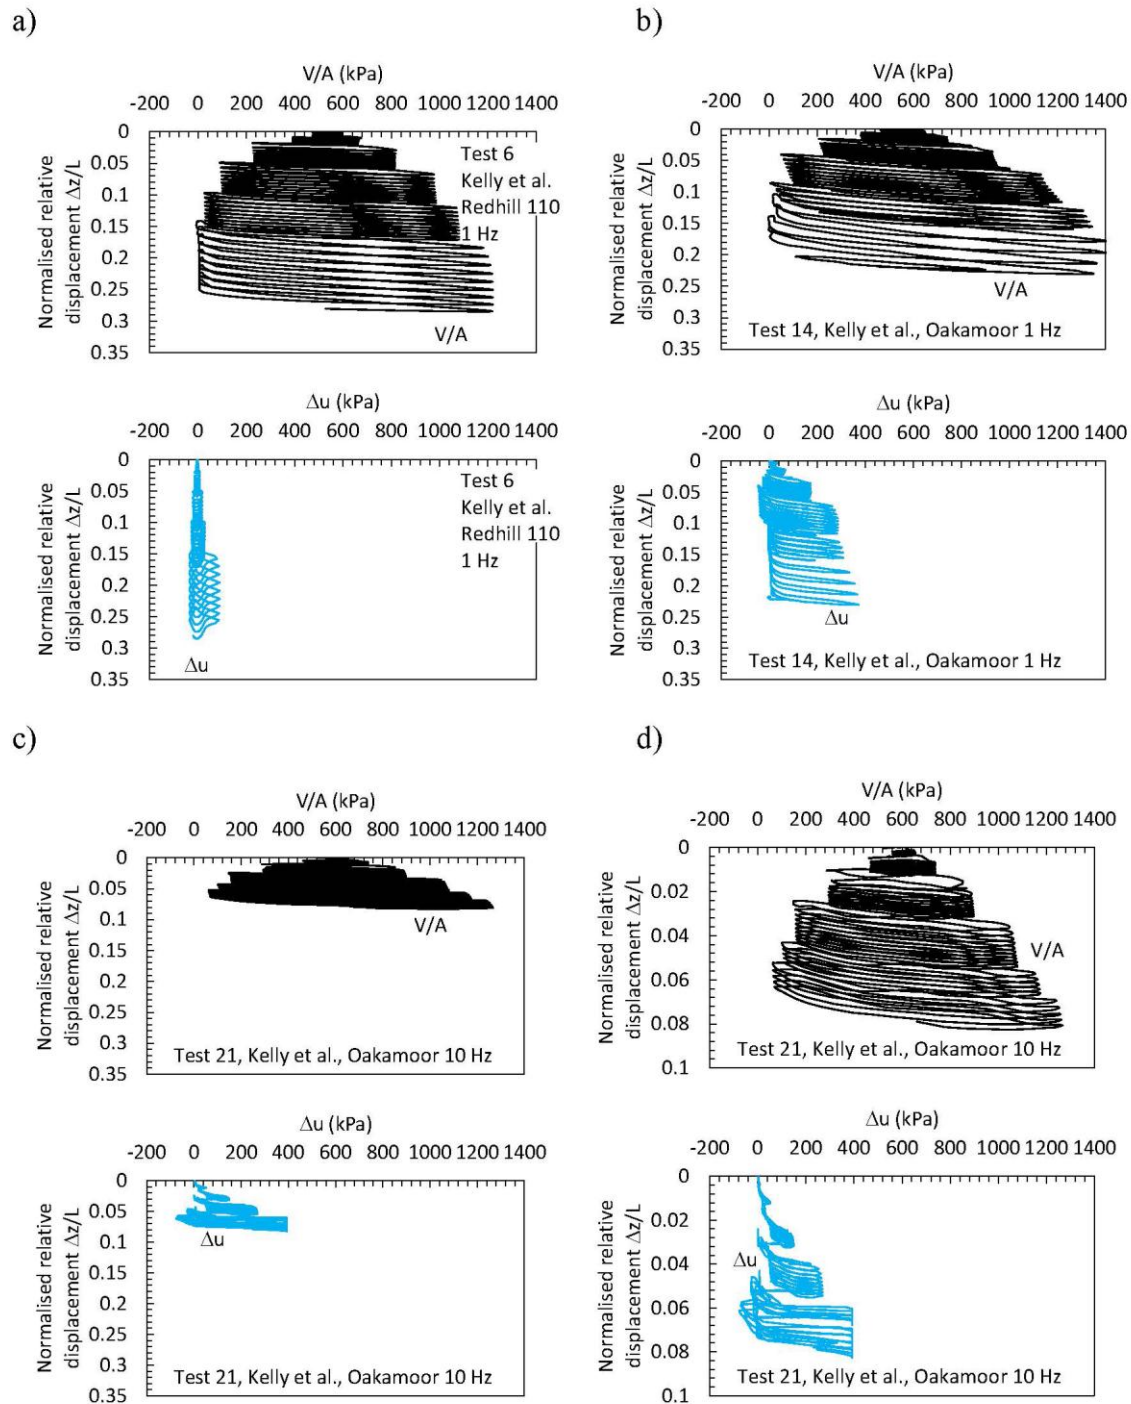 a)
V/A (kPa)
-200 0 200 400 600 800 1000 1200 1400
Normalised relative
displacement Δz/L
0
0.05
0.1
0.15
0.2
0.25
0.3
0.35
Test 6
Kelly et al.
Redhill 110
1 Hz
V/A
Δu (kPa)
-200 0 200 400 600 800 1000 1200 1400
Normalised relative
displacement Δz/L
0
0.05
0.1
0.15
0.2
0.25
0.3
0.35
Test 6
Kelly et al.
Redhill 110
1 Hz
Δu
b)
V/A (kPa)
-200 0 200 400 600 800 1000 1200 1400
Normalised relative
displacement Δz/L
0
0.05
0.1
0.15
0.2
0.25
0.3
0.35
V/A
Test 14, Kelly et al., Oakamoor 1 Hz
Δu (kPa)
-200 0 200 400 600 800 1000 1200 1400
Normalised relative
displacement Δz/L
0
0.05
0.1
0.15
0.2
0.25
0.3
0.35
Δu
Test 14, Kelly et al., Oakamoor 1 Hz
c)
V/A (kPa)
-200 0 200 400 600 800 1000 1200 1400
Normalised relative
displacement Δz/L
0
0.05
0.1
0.15
0.2
0.25
0.3
0.35
V/A
Test 21, Kelly et al., Oakamoor 10 Hz
Δu (kPa)
-200 0 200 400 600 800 1000 1200 1400
Normalised relative
displacement Δz/L
0
0.05
0.1
0.15
0.2
0.25
0.3
0.35
Δu
Test 21, Kelly et al., Oakamoor 10 Hz
d)
V/A (kPa)
-200 0 200 400 600 800 1000 1200 1400
Normalised relative
displacement Δz/L
0
0.02
0.04
0.06
0.08
0.1
V/A
Test 21, Kelly et al., Oakamoor 10 Hz
Δu (kPa)
-200 0 200 400 600 800 1000 1200 1400
Normalised relative
displacement Δz/L
0
0.02
0.04
0.06
0.08
0.1
Δu
Test 21, Kelly et al., Oakamoor 10 Hz